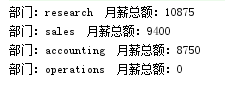 部门：research  月薪总额：10875
部门：sales  月薪总额：9400
部门：accounting  月薪总额：8750
部门：operations  月薪总额：0